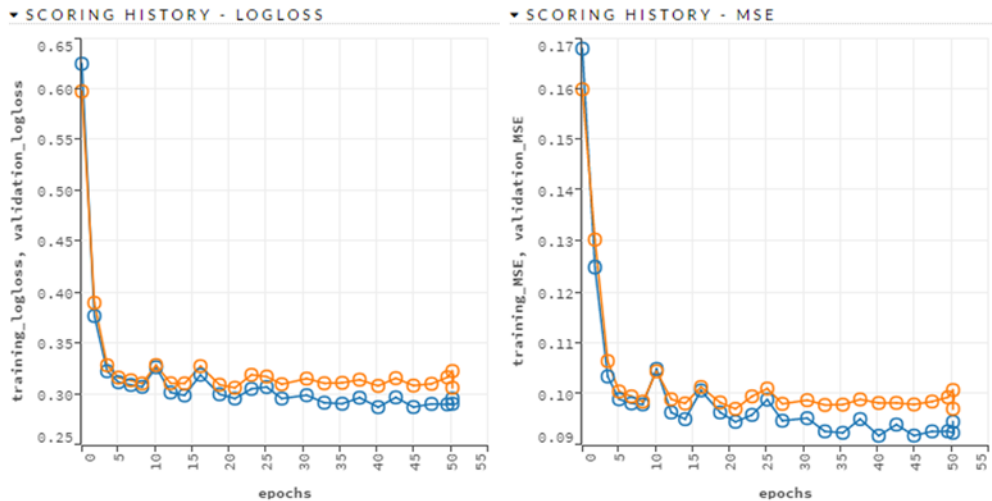 SCORING HISTORY - LOGLOSS
training_logloss, validation_logloss
0.65
0.60
0.55
0.50
0.45
0.40
0.35
0.30
0.25
0 5 10 15 20 25 30 35 40 45 50 55
epochs
SCORING HISTORY - MSE
training_MSE, validation_MSE
0.17
0.16
0.15
0.14
0.13
0.12
0.11
0.10
0.09
0 5 10 15 20 25 30 35 40 45 50 55
epochs